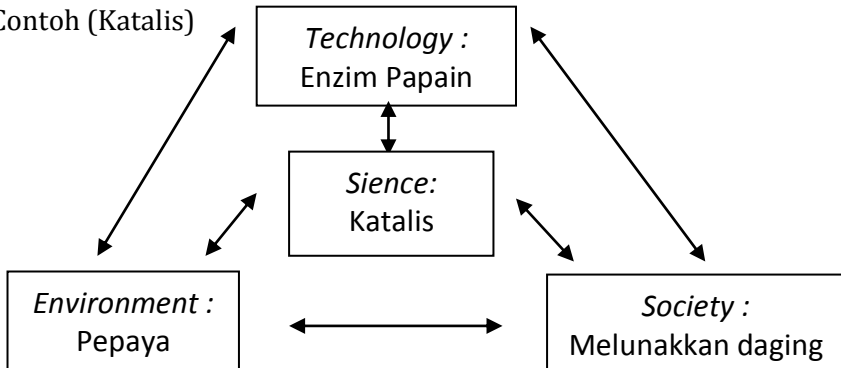 Contoh (Katalis)
Technology :
Enzim Papain
Sience:
Katalis
Environment :
Pepaya
Society :
Melunakkan daging